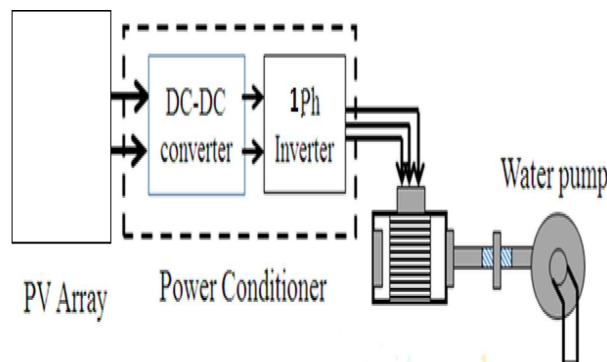 DC-DC
converter
1Ph
Inverter
Water pump
PV Array
Power Conditioner